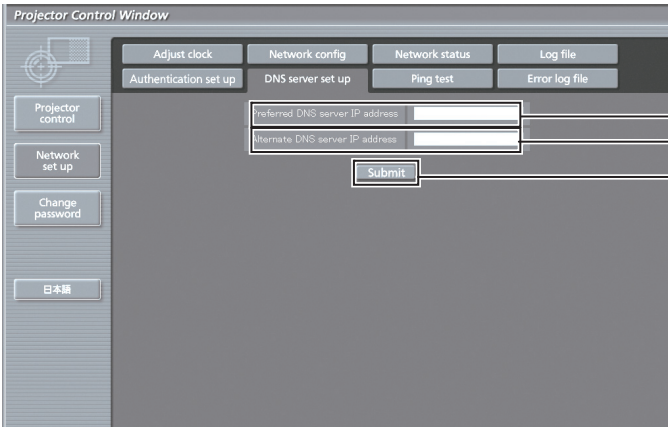 Projector Control Window
Adjust clock
Network config
Network status
Log file
Authentication set up
DNS server set up
Ping test
Error log file
Projector
control
Network
set up
Change
password
日本語
Preferred DNS server IP address
Alternate DNS server IP address
Submit